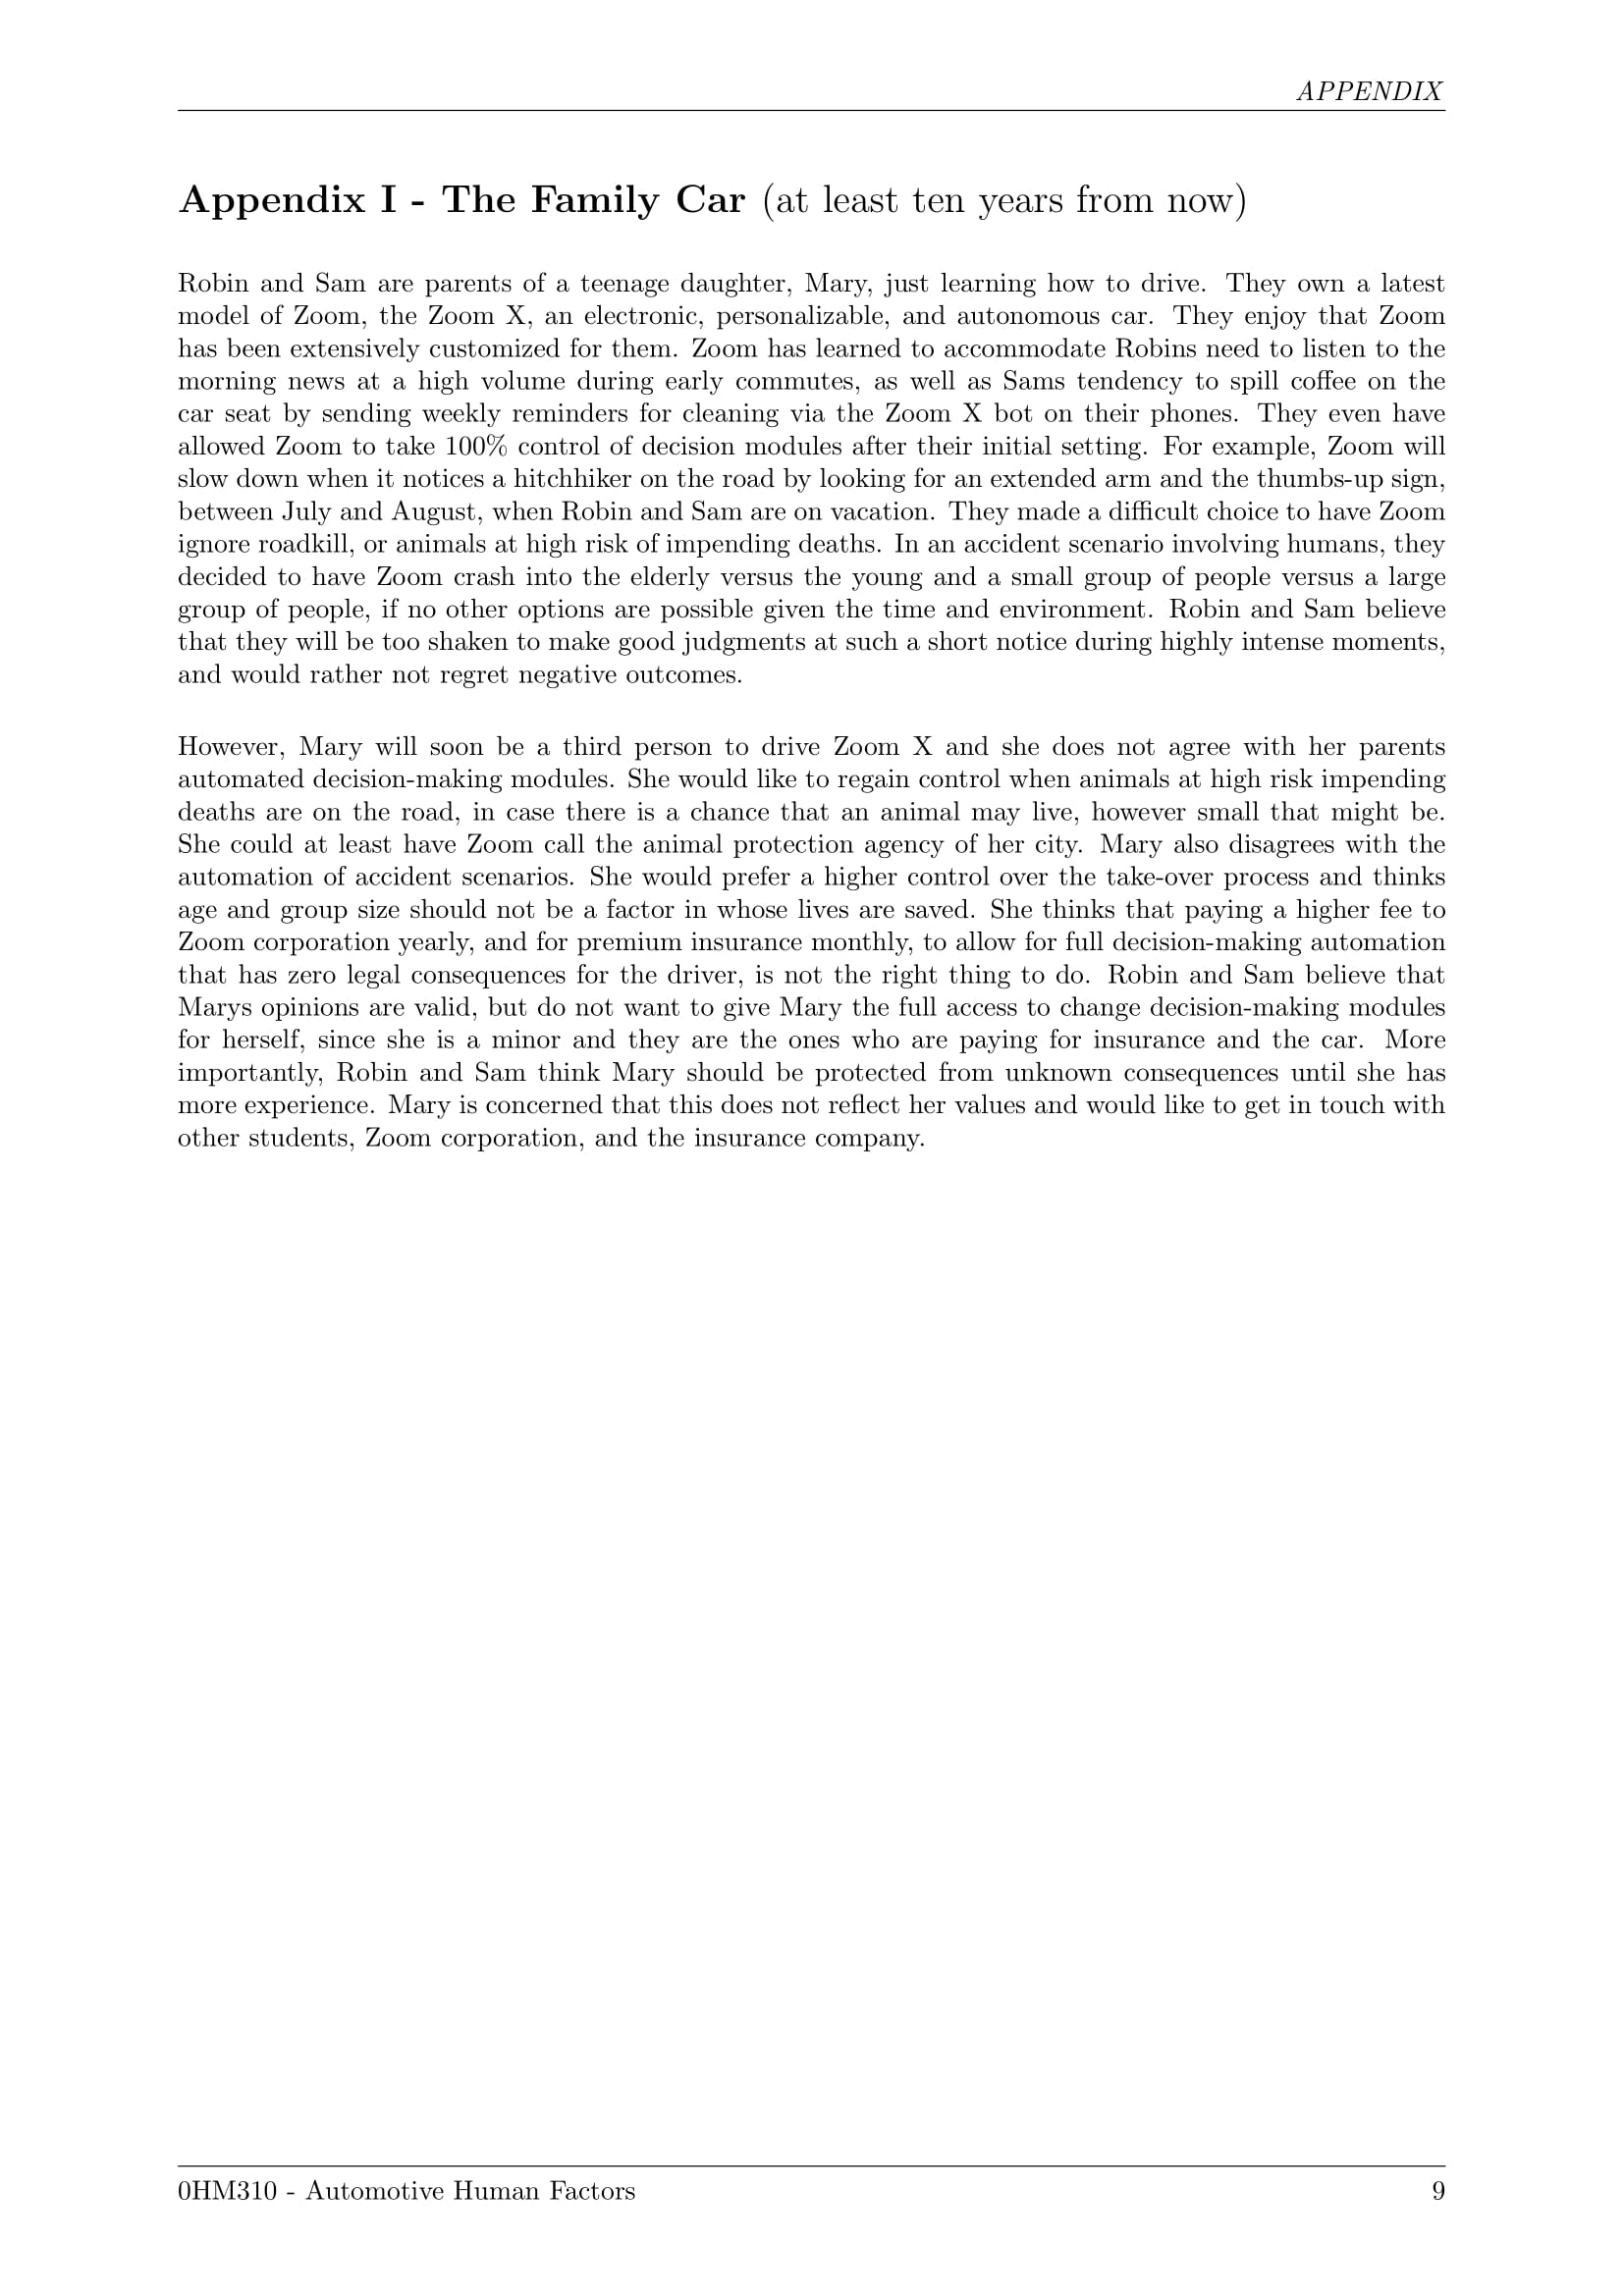 APPENDIX
Appendix I - The Family Car (at least ten years from now)
Robin and Sam are parents of a teenage daughter, Mary, just learning how to drive. They own a latest
model of Zoom, the Zoom X, an electronic, personalizable, and autonomous car. They enjoy that Zoom
has been extensively customized for them. Zoom has learned to accommodate Robins need to listen to the
morning news at a high volume during early commutes, as well as Sams tendency to spill coffee on the
car seat by sending weekly reminders for cleaning via the Zoom X bot on their phones. They even have
allowed Zoom to take 100% control of decision modules after their initial setting. For example, Zoom will
slow down when it notices a hitchhiker on the road by looking for an extended arm and the thumbs-up sign,
between July and August, when Robin and Sam are on vacation. They made a difficult choice to have Zoom
ignore roadkill, or animals at high risk of impending deaths. In an accident scenario involving humans, they
decided to have Zoom crash into the elderly versus the young and a small group of people versus a large
group of people, if no other options are possible given the time and environment. Robin and Sam believe
that they will be too shaken to make good judgments at such a short notice during highly intense moments,
and would rather not regret negative outcomes.
However, Mary will soon be a third person to drive Zoom X and she does not agree with her parents
automated decision-making modules. She would like to regain control when animals at high risk impending
deaths are on the road, in case there is a chance that an animal may live, however small that might be.
She could at least have Zoom call the animal protection agency of her city. Mary also disagrees with the
automation of accident scenarios. She would prefer a higher control over the take-over process and thinks
age and group size should not be a factor in whose lives are saved. She thinks that paying a higher fee to
Zoom corporation yearly, and for premium insurance monthly, to allow for full decision-making automation
that has zero legal consequences for the driver, is not the right thing to do. Robin and Sam believe that
Marys opinions are valid, but do not want to give Mary the full access to change decision-making modules
for herself, since she is a minor and they are the ones who are paying for insurance and the car. More
importantly, Robin and Sam think Mary should be protected from unknown consequences until she has
more experience. Mary is concerned that this does not reflect her values and would like to get in touch with
other students, Zoom corporation, and the insurance company.
0HM310 - Automotive Human Factors 9